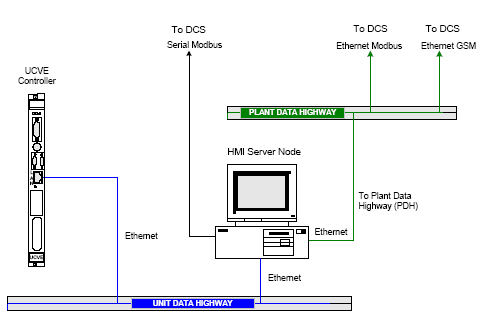 To DCS
Serial Modbus
To DCS
Ethernet Modbus
To DCS
Ethernet GSM
UCVE
Controller
PLANT DATA HIGHWAY
HMI Server Node
To Plant Data
Highway (PDH)
Ethernet
Ethernet
Ethernet
UCVE
UNIT DATA HIGHWAY